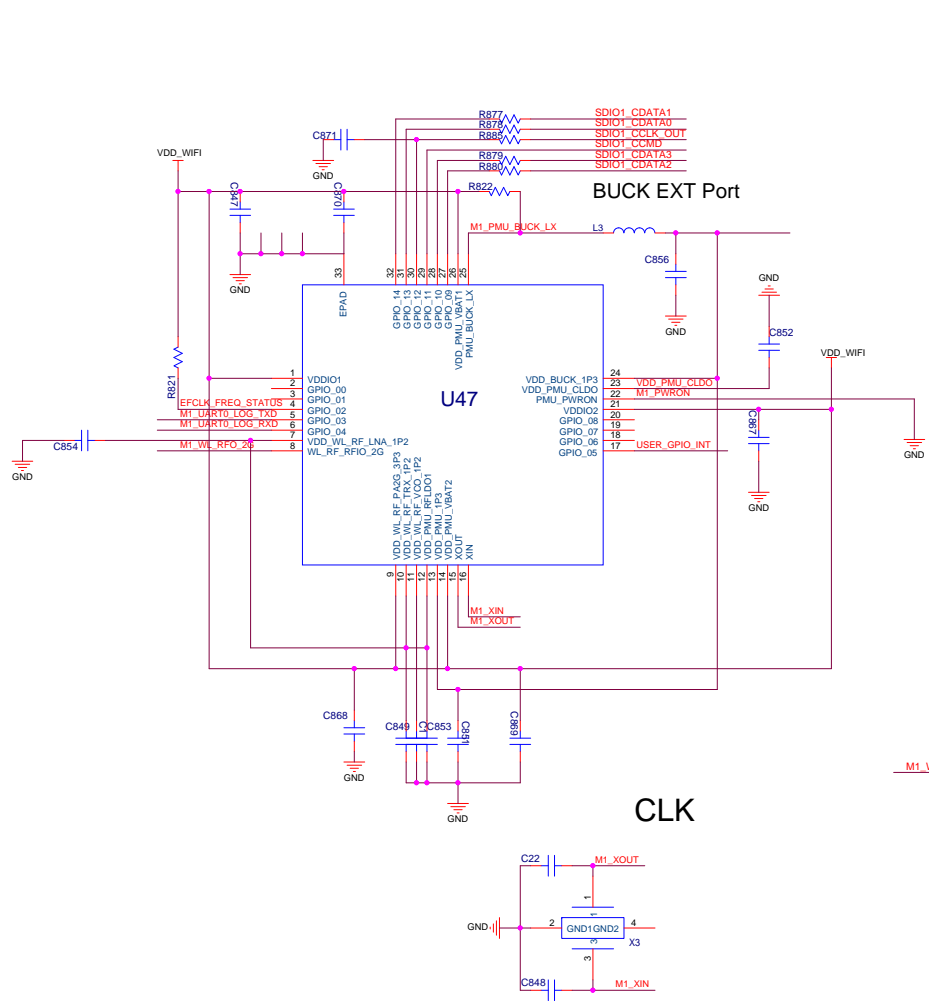 R877
SDIO1_CDATA1
R878
SDIO1_CDATA0
C871
R885
SDIO1_CCLK_OUT
SDIO1_CCMD
VDD_WIFI
R879
SDIO1_CDATA3
R880
SDIO1_CDATA2
GND
C847
C870
R822
BUCK EXT Port
M1_PMU_BUCK_LX
L3
C856
GND
GND
GND
33
32
31
30
29
28
27
26
25
EPAD
GPIO_14
GPIO_13
GPIO_12
GPIO_11
GPIO_10
GPIO_09
VDD_PMU_VBAT1
PMU_BUCK_LX
C852
VDD_WIFI
R821
U47
1 VDDIO1
2 GPIO_00
3 GPIO_01
EFCLK_FREQ_STATUS 4 GPIO_02
M1_UART0_LOG_TXD 5 GPIO_03
M1_UART0_LOG_RXD 6 GPIO_04
7 VDD_WL_RF_LNA_1P2
M1_WL_RFO_2G 8 WL_RF_RFIO_2G
VDD_BUCK_1P3 24
VDD_PMU_CLDO 23 VDD_PMU_CLDO
PMU_PWRON 22 M1_PWRON
VDDIO2 21
GPIO_08 20
GPIO_07 19
GPIO_06 18
GPIO_05 17 USER_GPIO_INT
C854
GND
C867
GND
GND
VDD_WL_RF_PA2G_3P3
VDD_WL_RF_TRX_1P2
VDD_WL_RF_VCO_1P2
VDD_PMU_RFLDO1
VDD_PMU_1P3
VDD_PMU_VBAT2
XOUT
XIN
9
10
11
12
13
14
15
16
M1_XIN
M1_XOUT
C868
C849
C1
C853
C851
C869
GND
GND
CLK
C22
M1_XOUT
1
1
GND
2
GND1GND2
4
X3
3
3
C848
M1_XIN